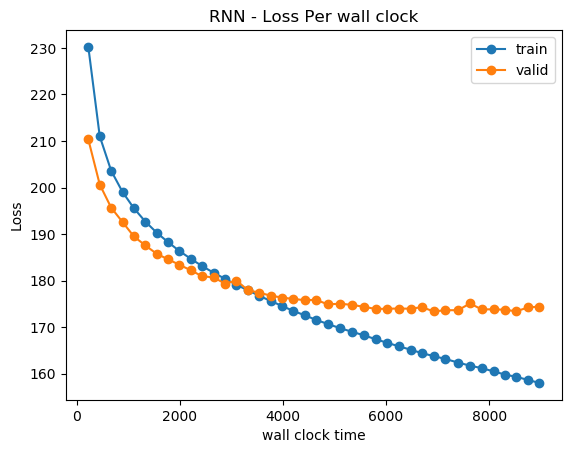 RNN - Loss Per wall clock
train
valid
230
220
210
200
190
180
170
160
Loss
0 2000 4000 6000 8000
wall clock time